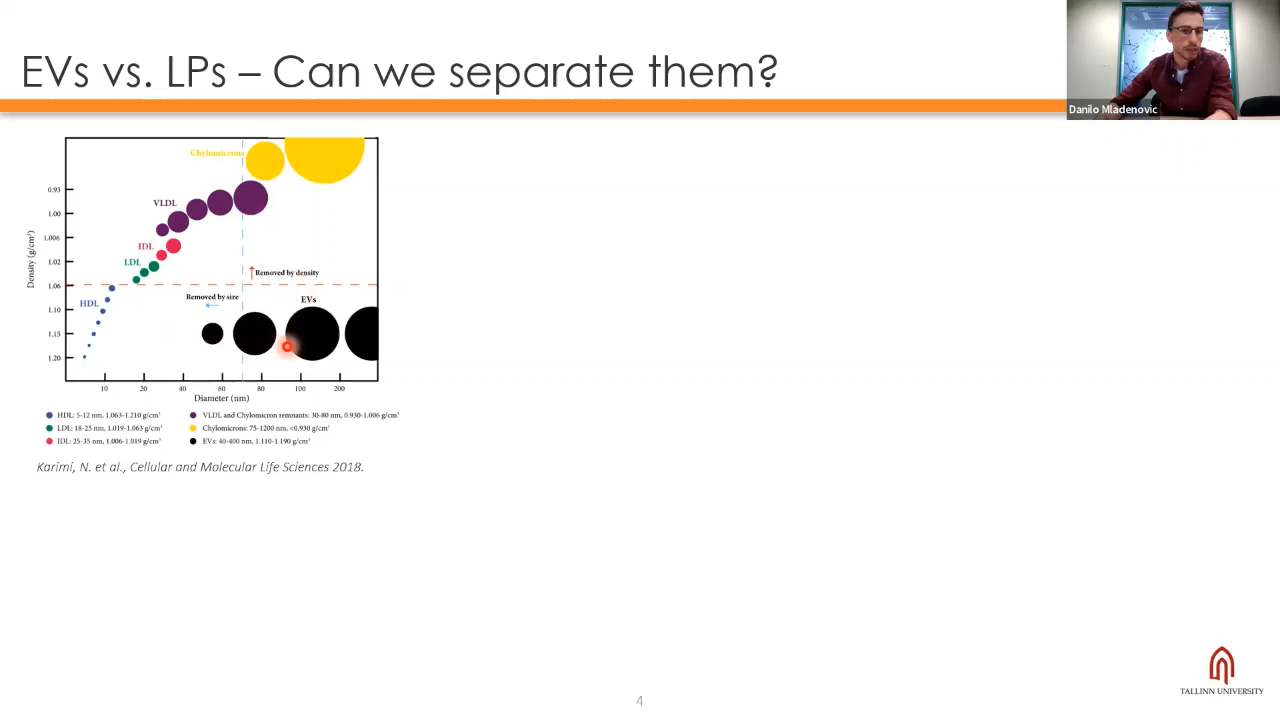 EVs vs. LPs – Can we separate them?
Danilo Mladenovic
Chylomicrons
VLDL
IDL
LDL
HDL
Removed by density
Removed by size
EVs
Density (g/cm³)
0.93
1.00
1.006
1.02
1.06
1.10
1.15
1.20
10 20 40 60 80 100 200
Diameter (nm)
HDL: 5-12 nm, 1.063-1.210 g/cm³
LDL: 18-25 nm, 1.019-1.063 g/cm³
IDL: 25-35 nm, 1.006-1.019 g/cm³
VLDL and Chylomicron remnants: 30-80 nm, 0.930-1.006 g/cm³
Chylomicrons: 75-1200 nm, <0,930 g/cm³
EVs: 40-400 nm, 1.110-1.190 g/cm³
Karimi, N. et al., Cellular and Molecular Life Sciences 2018.
4
TALLINN UNIVERSITY